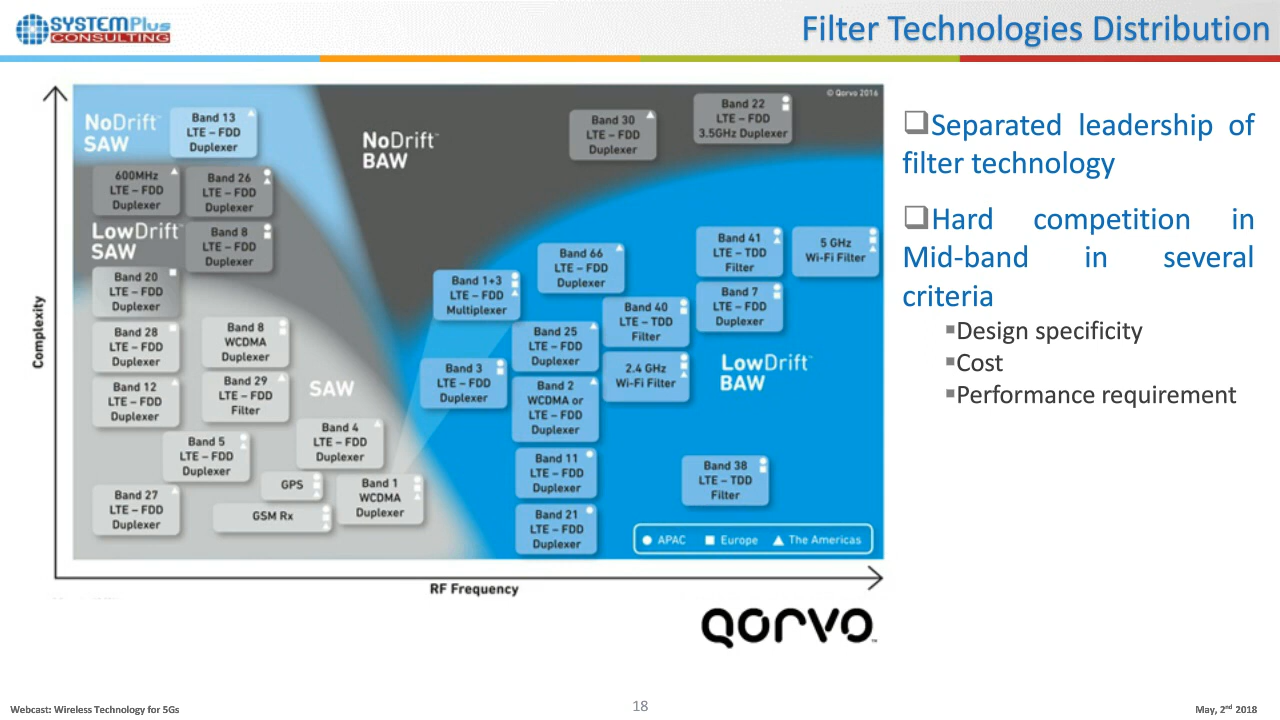 SYSTEMPlus
CONSULTING
Filter Technologies Distribution
© Qorvo 2016
NoDrift™
SAW
Band 13
LTE – FDD
Duplexer
NoDrift™
BAW
Band 30
LTE – FDD
Duplexer
Band 22
LTE – FDD
3.5GHz Duplexer
600MHz
LTE – FDD
Duplexer
Band 26
LTE – FDD
Duplexer
LowDrift™
SAW
Band 8
LTE – FDD
Duplexer
Band 20
LTE – FDD
Duplexer
Band 28
LTE – FDD
Duplexer
Band 8
WCDMA
Duplexer
Band 12
LTE – FDD
Duplexer
Band 29
LTE – FDD
Filter
SAW
Band 5
LTE – FDD
Duplexer
Band 4
LTE – FDD
Duplexer
GPS
Band 1
WCDMA
Duplexer
Band 27
LTE – FDD
Duplexer
GSM Rx
Band 1+3
LTE – FDD
Multiplexer
Band 66
LTE – FDD
Duplexer
Band 41
LTE – TDD
Filter
5 GHz
Wi-Fi Filter
Band 40
LTE – TDD
Filter
Band 7
LTE – FDD
Duplexer
Band 25
LTE – FDD
Duplexer
Band 3
LTE – FDD
Duplexer
Band 2
WCDMA or
LTE – FDD
Duplexer
2.4 GHz
Wi-Fi Filter
LowDrift™
BAW
Band 11
LTE – FDD
Duplexer
Band 38
LTE – TDD
Filter
Band 21
LTE – FDD
Duplexer
APAC Europe The Americas
Complexity
RF Frequency
QORVO
Separated leadership of
filter technology
Hard competition in
Mid-band in several
criteria
Design specificity
Cost
Performance requirement
Webcast: Wireless Technology for 5Gs
18
May, 2nd 2018